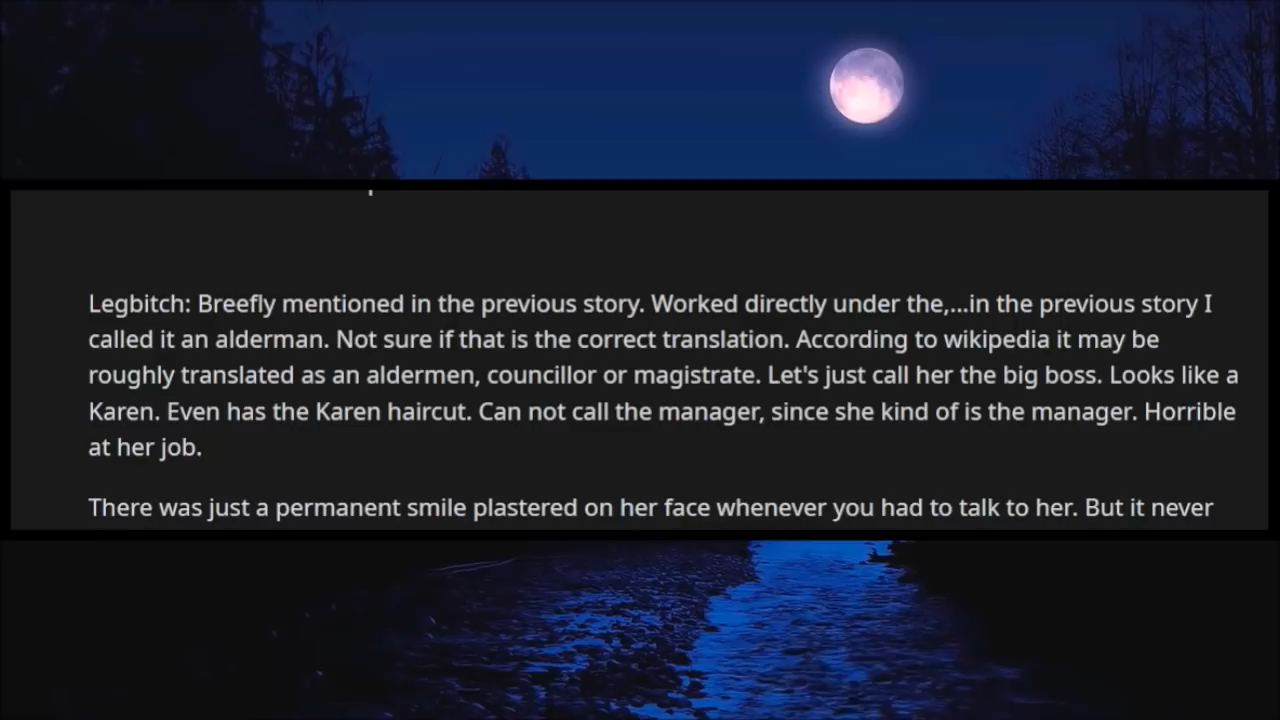 Legbitch: Breefly mentioned in the previous story. Worked directly under the,...in the previous story I
called it an alderman. Not sure if that is the correct translation. According to wikipedia it may be
roughly translated as an aldermen, councillor or magistrate. Let's just call her the big boss. Looks like a
Karen. Even has the Karen haircut. Can not call the manager, since she kind of is the manager. Horrible
at her job.
There was just a permanent smile plastered on her face whenever you had to talk to her. But it never